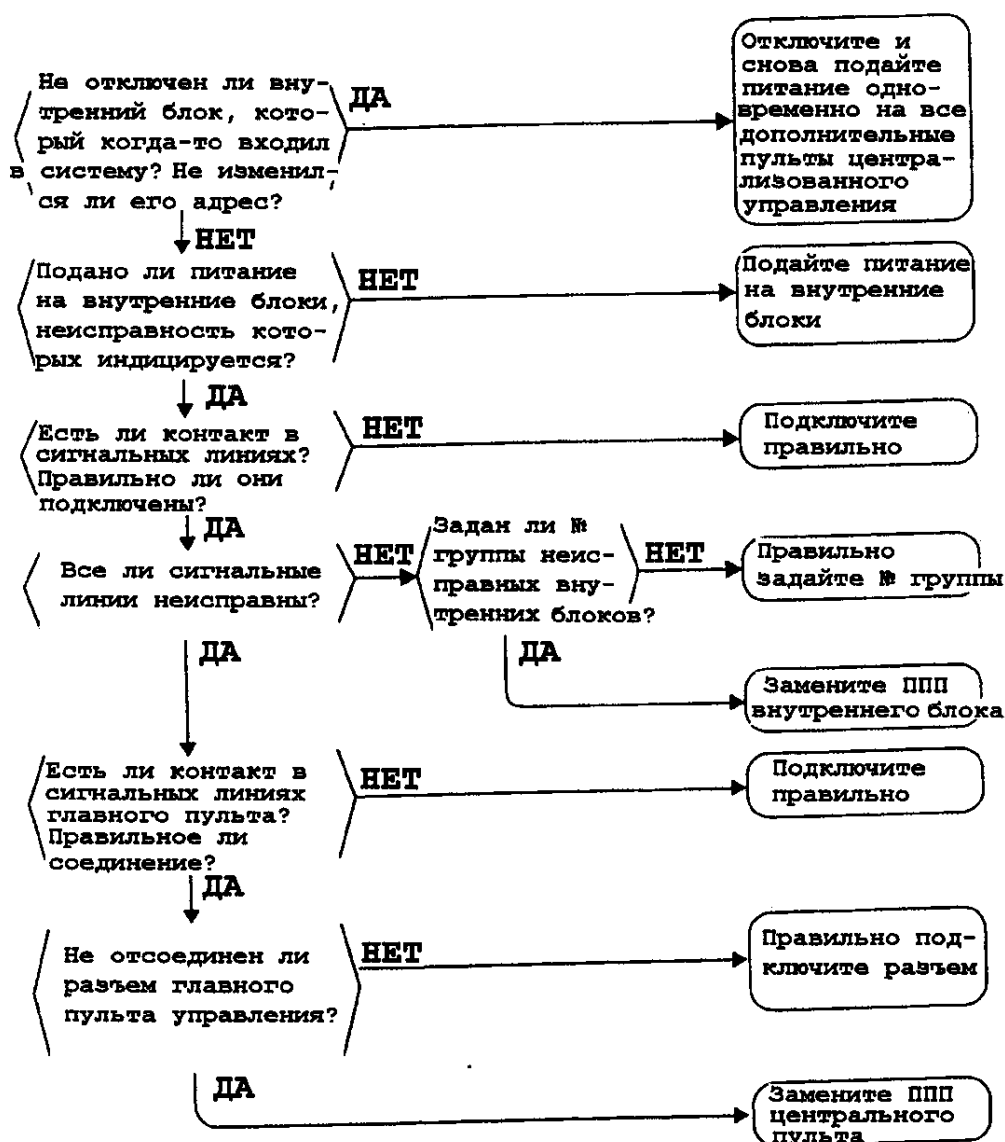 Не отключен ли вну-
тренний блок, кото-
рый когда-то входил
в систему? Не изменил-
ся ли его адрес?
ДА
Отключите и
снова подайте
питание одно-
временно на все
дополнительные
пульты центра-
лизованного
управления
НЕТ
Подано ли питание
на внутренние блоки,
неисправность кото-
рых индицируется?
НЕТ
Подайте питание
на внутренние
блоки
ДА
Есть ли контакт в
сигнальных линиях?
Правильно ли они
подключены?
НЕТ
Подключите
правильно
ДА
Все ли сигнальные
линии неисправны?
НЕТ
Задан ли №
группы неис-
правных вну-
тренних блоков?
НЕТ
Правильно
задайте № группы
ДА
ДА
Замените ППП
внутреннего блока
Есть ли контакт в
сигнальных линиях
главного пульта?
Правильное ли
соединение?
НЕТ
Подключите
правильно
ДА
Не отсоединен ли
разъем главного
пульта управления?
НЕТ
Правильно под-
ключите разъем
ДА
Замените ППП
центрального
пульта